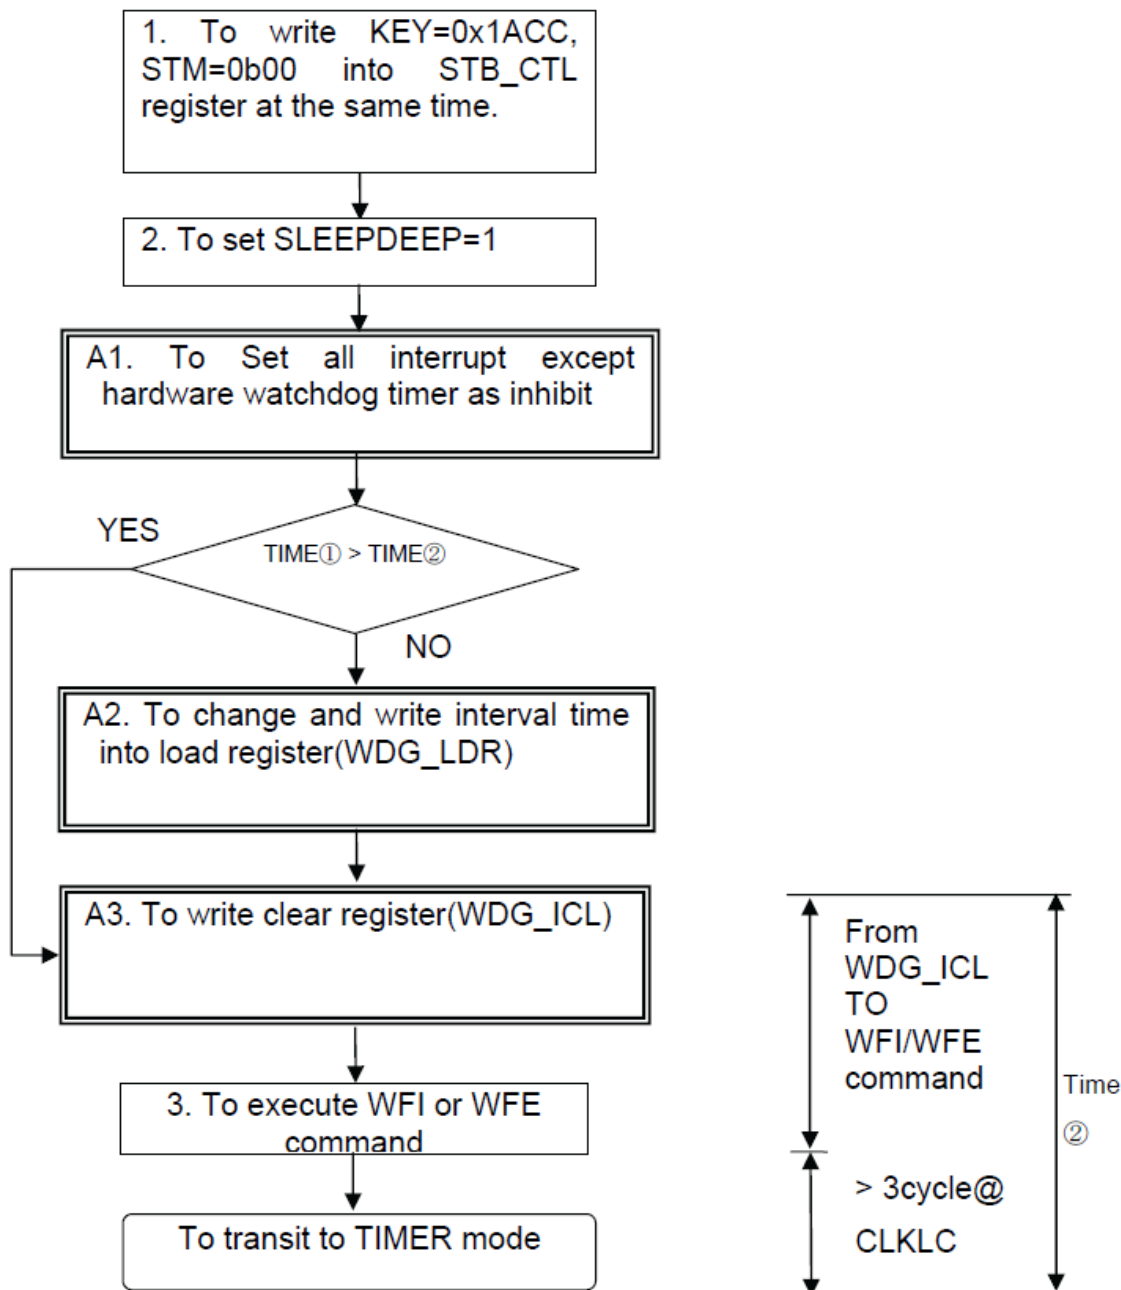 1. To write KEY=0x1ACC,
STM=0b00 into STB_CTL
register at the same time.
2. To set SLEEPDEEP=1
A1. To Set all interrupt except
hardware watchdog timer as inhibit
YES
TIME① > TIME②
NO
A2. To change and write interval time
into load register(WDG_LDR)
A3. To write clear register(WDG_ICL)
3. To execute WFI or WFE
command
To transit to TIMER mode
From
WDG_ICL
TO
WFI/WFE
command
Time
②
> 3cycle@
CLKLC